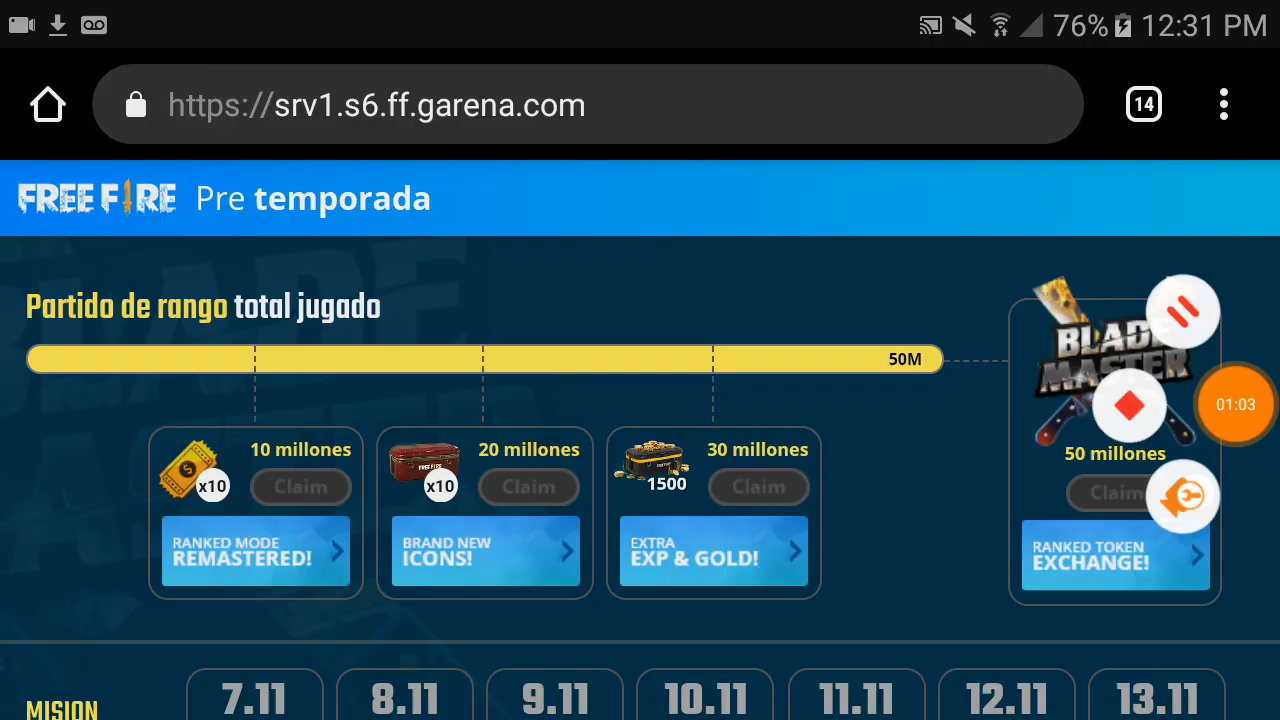 76% 12:31 PM
https://srv1.s6.ff.garena.com
14
FREE FIRE Pre temporada
Partido de rango total jugado
50M
BLADE
MASTER
01:03
10 millones
x10
Claim
RANKED MODE
REMASTERED!
20 millones
FREE FIRE
x10
Claim
BRAND NEW
ICONS!
30 millones
1500
Claim
EXTRA
EXP & GOLD!
50 millones
Claim
RANKED TOKEN
EXCHANGE!
MISION
7.11
8.11
9.11
10.11
11.11
12.11
13.11